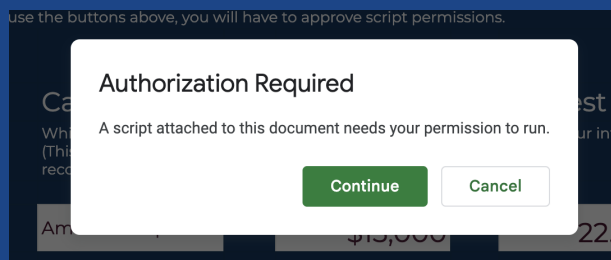 use the buttons above, you will have to approve script permissions.
Authorization Required
A script attached to this document needs your permission to run.
Continue
Cancel
$15,000